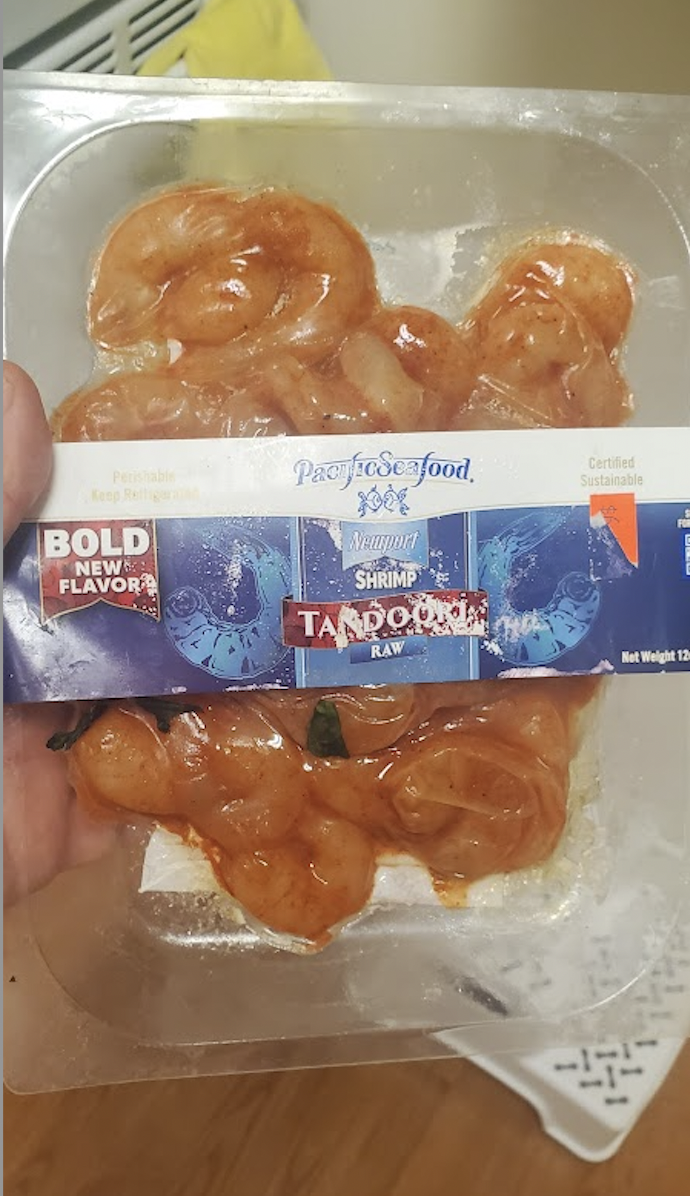 PacificSeafood.
Perishable
Keep Refrigerated
Certified
Sustainable
BOLD
NEW
FLAVOR
Newport
SHRIMP
TANDOORI
RAW
Net Weight 12